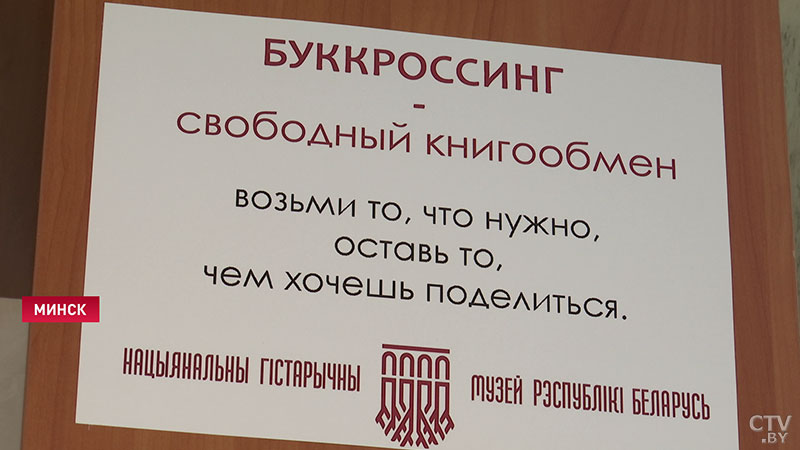 БУККРОССИНГ
-
свободный книгообмен
возьми то, что нужно,
оставь то,
чем хочешь поделиться.
МИНСК
НАЦЫЯНАЛЬНЫ ГІСТАРЫЧНЫ МУЗЕЙ РЭСПУБЛІКІ БЕЛАРУСЬ
CTV
.BY